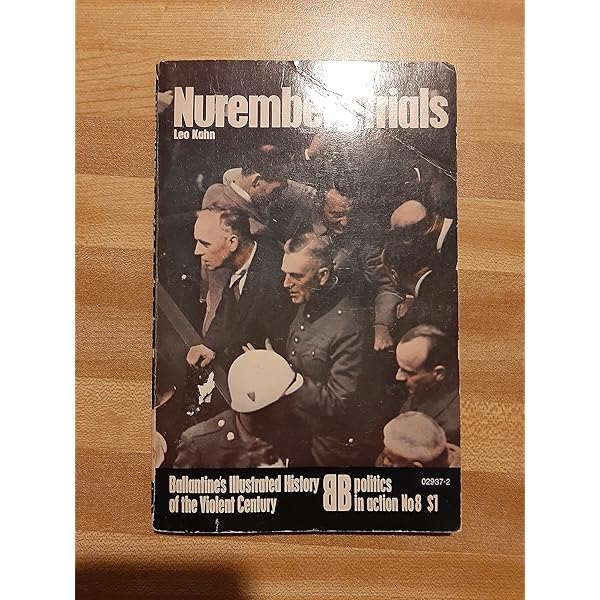 Nuremberg Trials
Leo Kahn
Ballantine's Illustrated History
of the Violent Century
BB
politics
in action No8 $1
02937·2